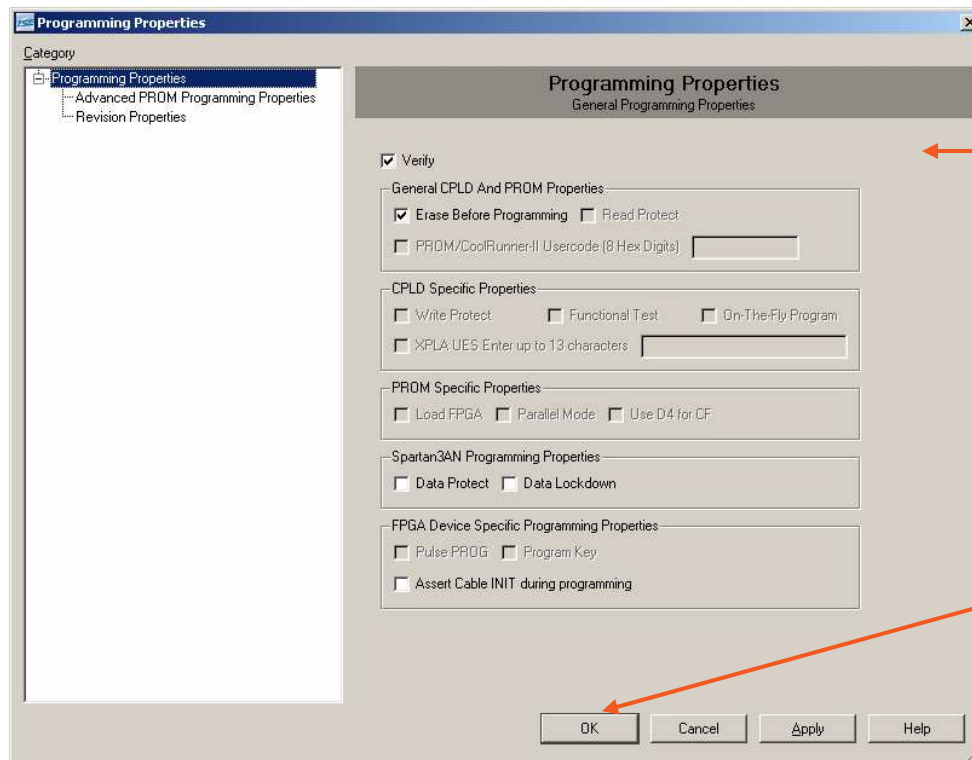 ISE Programming Properties
Category
Programming Properties
Advanced PROM Programming Properties
Revision Properties
Programming Properties
General Programming Properties
Verify
General CPLD And PROM Properties
Erase Before Programming Read Protect
PROM/CoolRunner-II Usercode (8 Hex Digits)
CPLD Specific Properties
Write Protect Functional Test On-The-Fly Program
XPLA UES Enter up to 13 characters
PROM Specific Properties
Load FPGA Parallel Mode Use D4 for CF
Spartan3AN Programming Properties
Data Protect Data Lockdown
FPGA Device Specific Programming Properties
Pulse PROG Program Key
Assert Cable INIT during programming
OK Cancel Apply Help